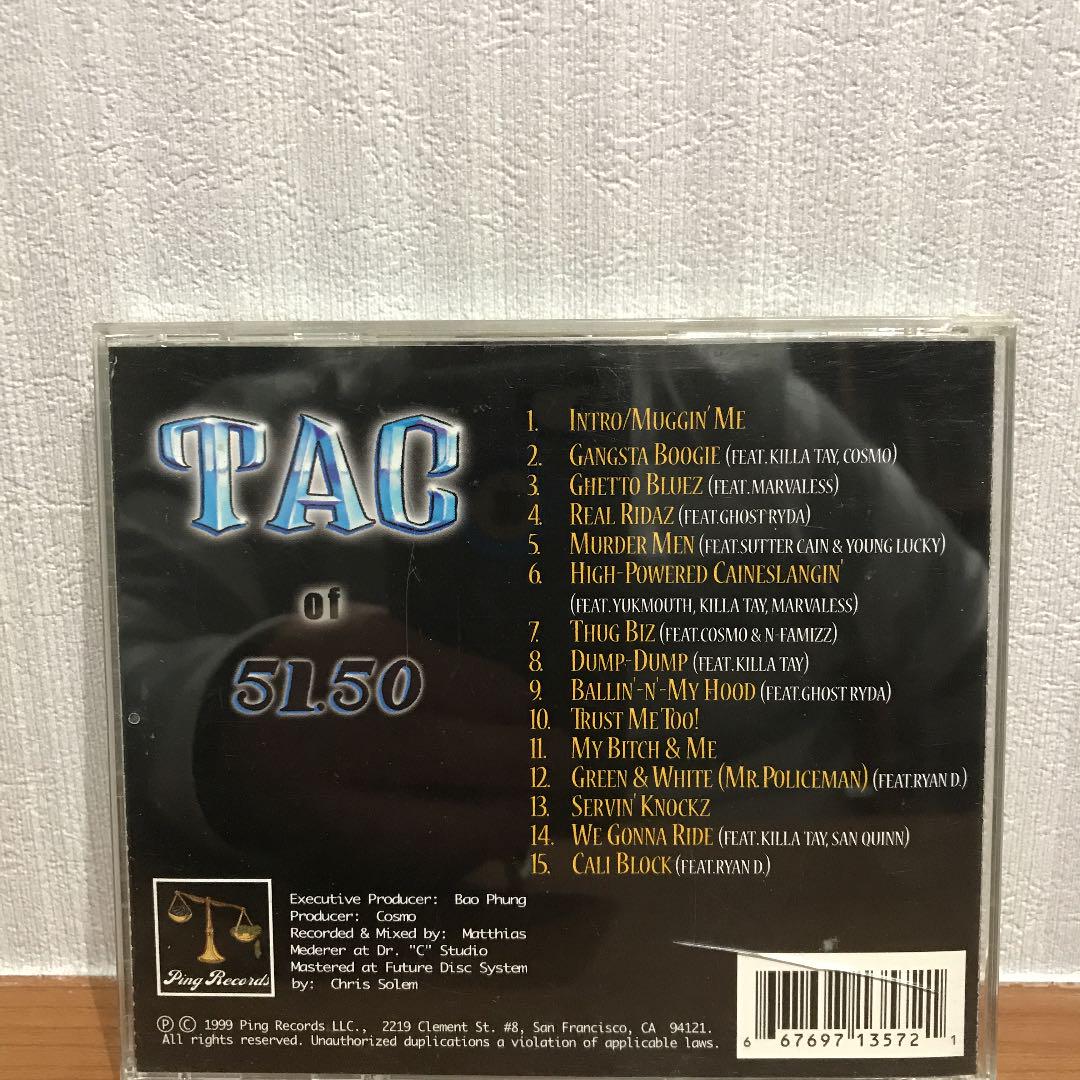 TAC
of
51.50
1. INTRO/MUGGIN' ME
2. GANGSTA BOOGIE (FEAT. KILLA TAY, COSMO)
3. GHETTO BLUEZ (FEAT. MARVALESS)
4. REAL RIDAZ (FEAT. GHOST RYDA)
5. MURDER MEN (FEAT. SUTTER CAIN & YOUNG LUCKY)
6. HIGH-POWERED CAINESLANGIN'
(FEAT. YUKMOUTH, KILLA TAY, MARVALESS)
7. THUG BIZ (FEAT. COSMO & N-FAMIZZ)
8. DUMP-DUMP (FEAT. KILLA TAY)
9. BALLIN'-N'-MY HOOD (FEAT. GHOST RYDA)
10. TRUST ME TOO!
11. MY BITCH & ME
12. GREEN & WHITE (MR. POLICEMAN) (FEAT. RYAN D.)
13. SERVIN' KNOCKZ
14. WE GONNA RIDE (FEAT. KILLA TAY, SAN QUINN)
15. CALI BLOCK (FEAT. RYAN D.)
Ping Records
Executive Producer: Bao Phung
Producer: Cosmo
Recorded & Mixed by: Matthias
Mederer at Dr. "C" Studio
Mastered at Future Disc System
by: Chris Solem
Ⓟ © 1999 Ping Records LLC., 2219 Clement St. #8, San Francisco, CA 94121.
All rights reserved. Unauthorized duplications a violation of applicable laws.
6 67697 13572 1